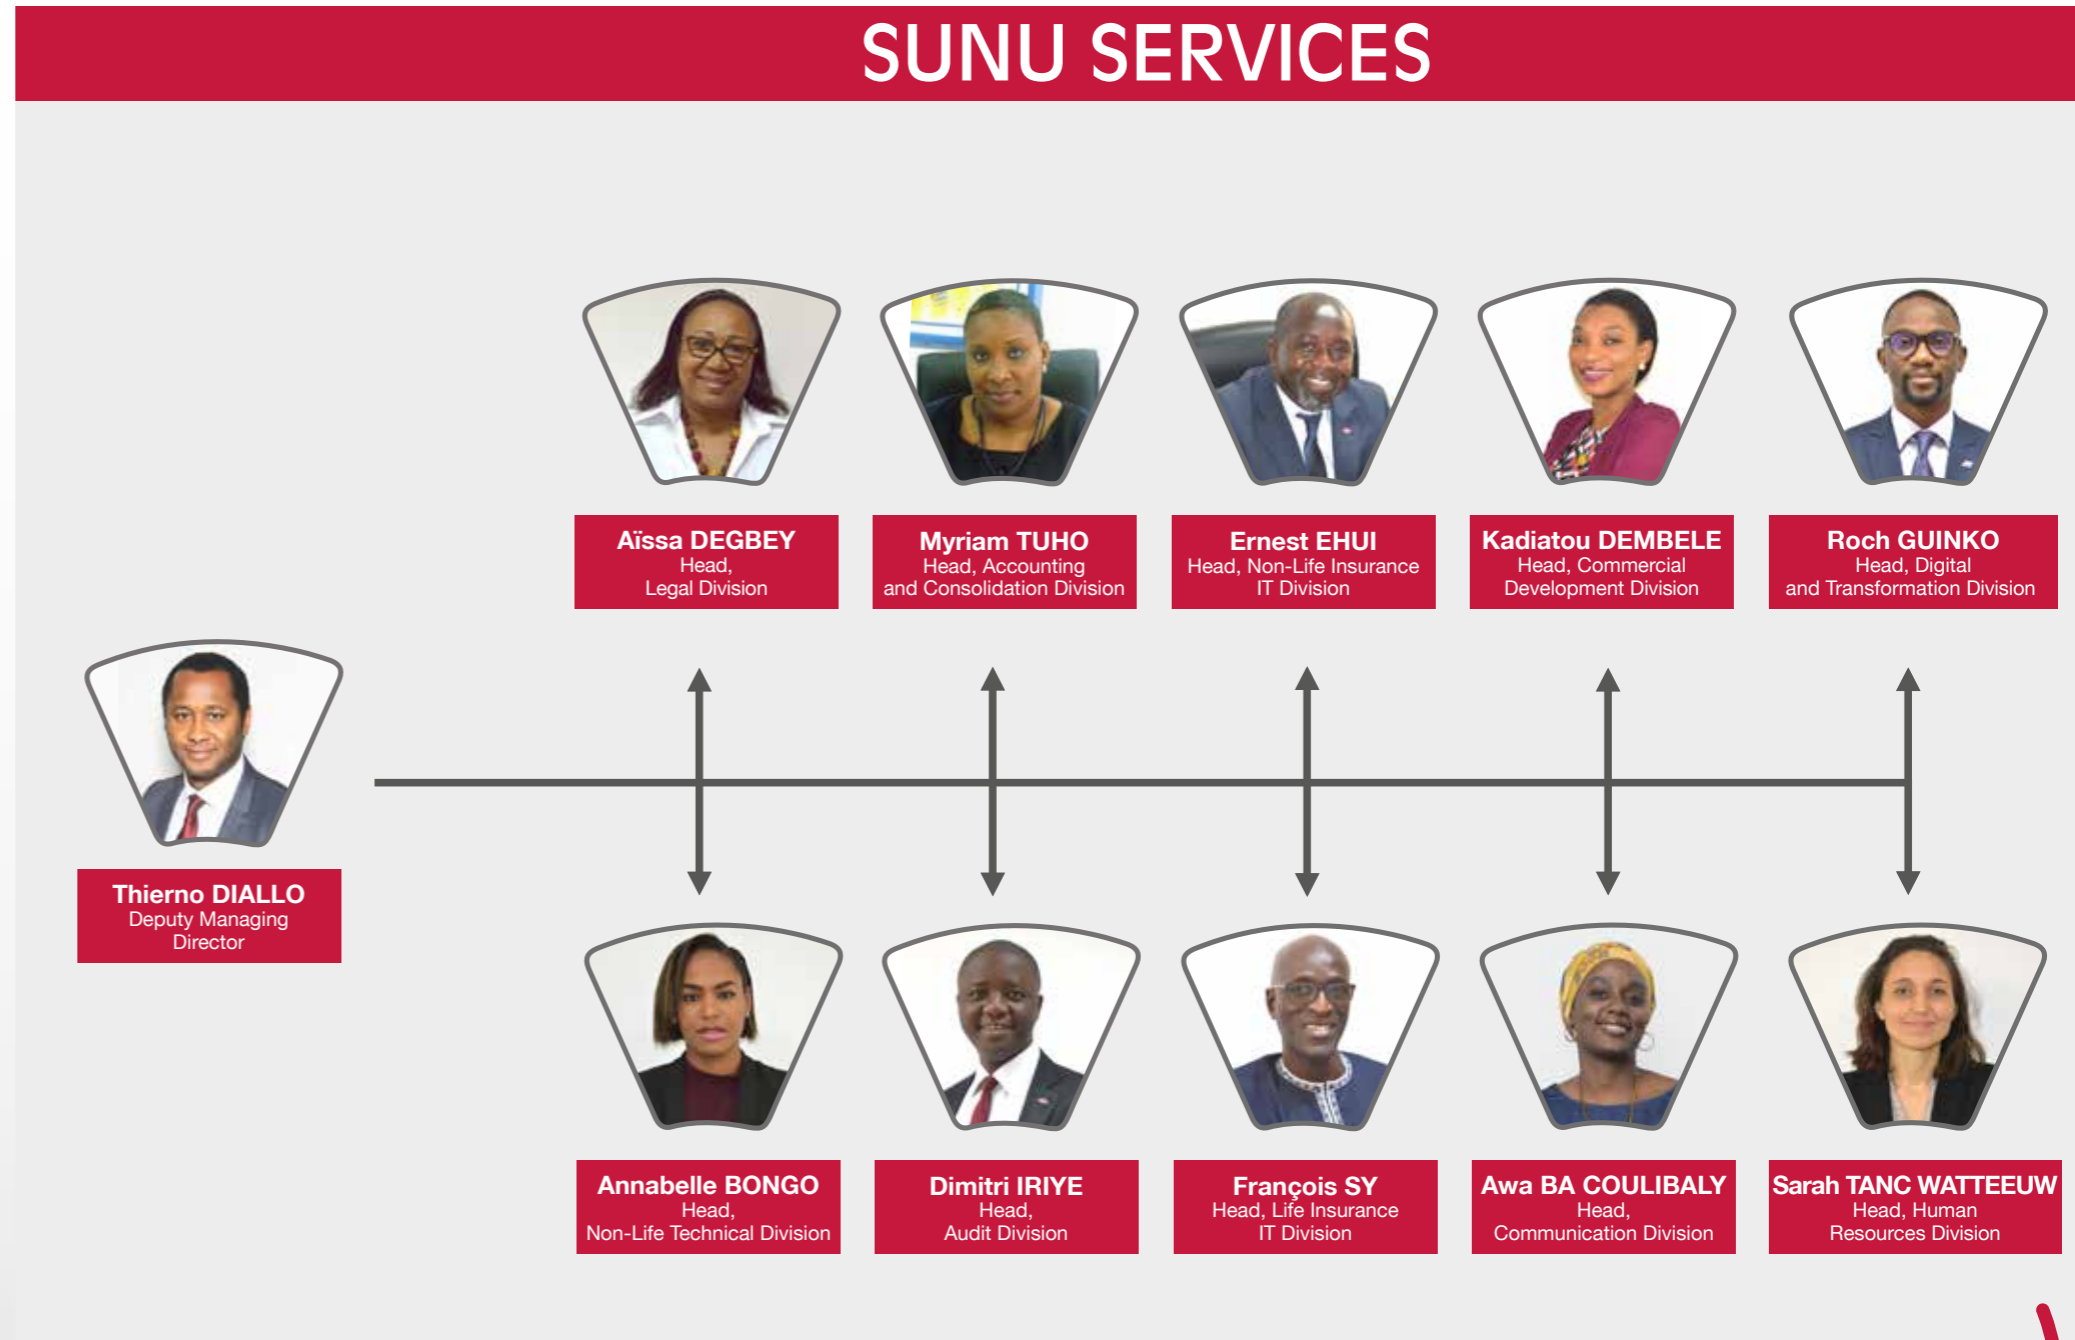 SUNU SERVICES
Aïssa DEGBEY
Head,
Legal Division
Myriam TUHO
Head, Accounting
and Consolidation Division
Ernest EHUI
Head, Non-Life Insurance
IT Division
Kadiatou DEMBELE
Head, Commercial
Development Division
Roch GUINKO
Head, Digital
and Transformation Division
Thierno DIALLO
Deputy Managing
Director
Annabelle BONGO
Head,
Non-Life Technical Division
Dimitri IRIYE
Head,
Audit Division
François SY
Head, Life Insurance
IT Division
Awa BA COULIBALY
Head,
Communication Division
Sarah TANC WATTEEUW
Head, Human
Resources Division